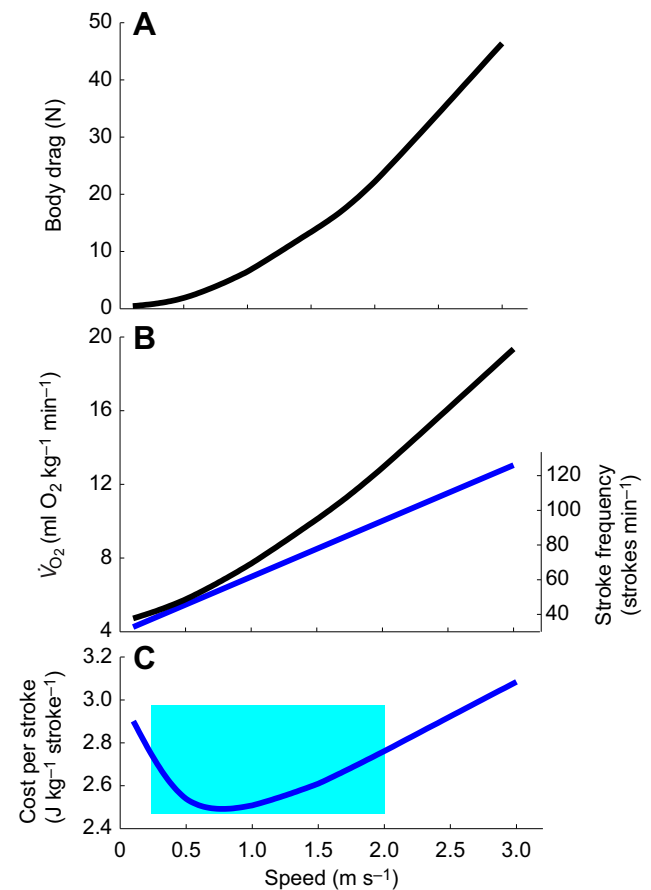 A
50
40
30
20
10
0
Body drag (N)
B
20
16
12
8
4
V̇O₂ (ml O₂ kg⁻¹ min⁻¹)
120
100
80
60
40
Stroke frequency
(strokes min⁻¹)
C
3.2
3.0
2.8
2.6
2.4
Cost per stroke
(J kg⁻¹ stroke⁻¹)
0 0.5 1.0 1.5 2.0 2.5 3.0
Speed (m s⁻¹)